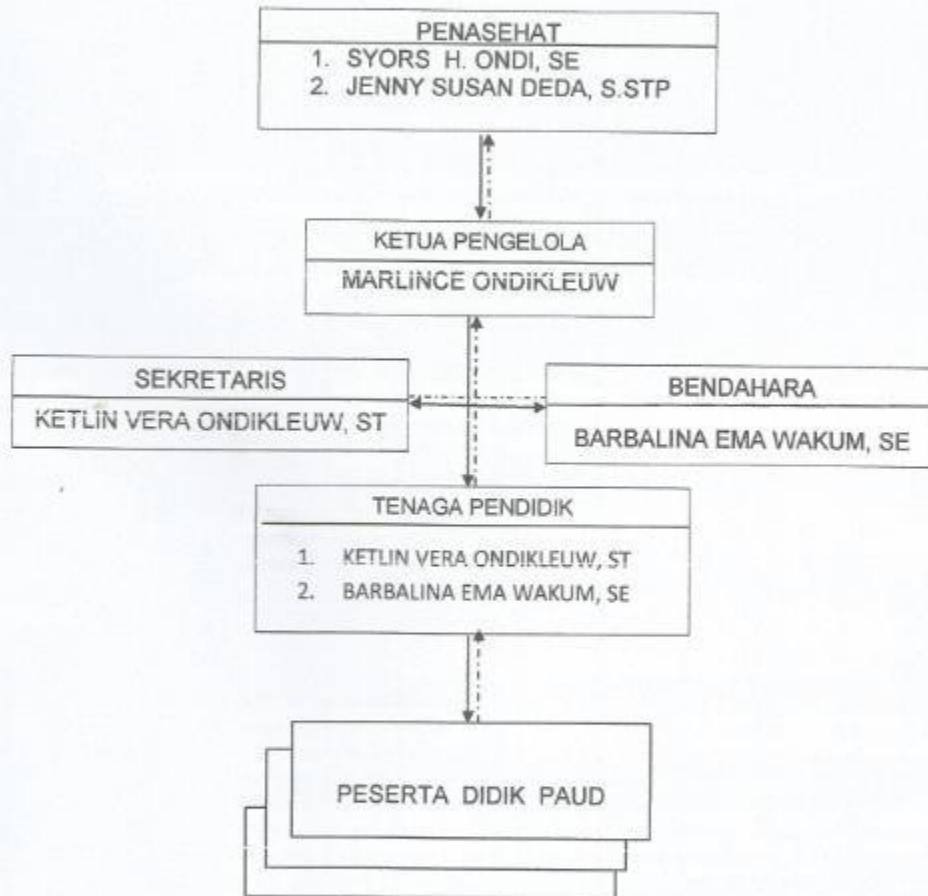 PENASEHAT
1. SYORS H. ONDI, SE
2. JENNY SUSAN DEDA, S.STP
KETUA PENGELOLA
MARLINCE ONDIKLEUW
SEKRETARIS
KETLIN VERA ONDIKLEUW, ST
BENDAHARA
BARBALINA EMA WAKUM, SE
TENAGA PENDIDIK
1. KETLIN VERA ONDIKLEUW, ST
2. BARBALINA EMA WAKUM, SE
PESERTA DIDIK PAUD